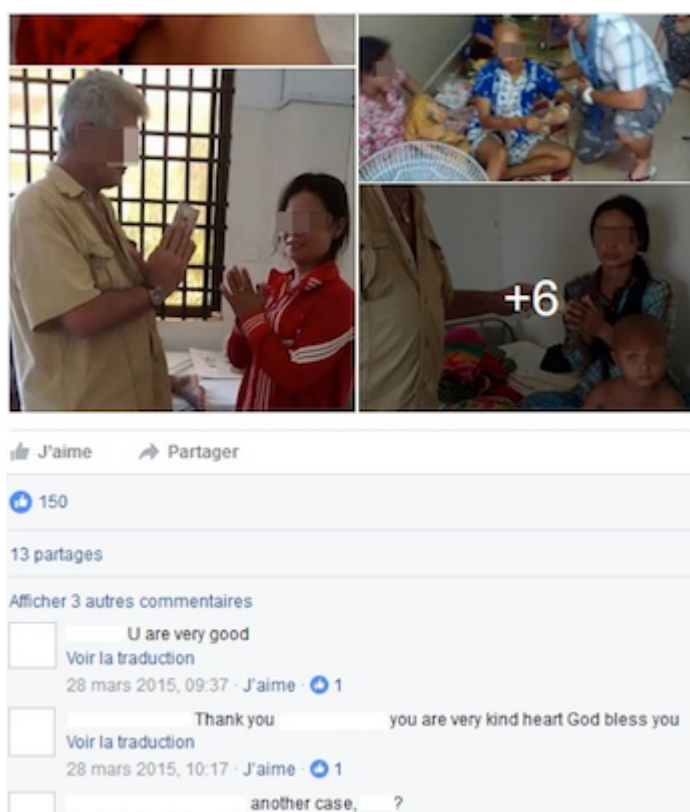 +6
J'aime Partager
150
13 partages
Afficher 3 autres commentaires
U are very good
Voir la traduction
28 mars 2015, 09:37 · J'aime · 1
Thank you you are very kind heart God bless you
Voir la traduction
28 mars 2015, 10:17 · J'aime · 1
another case, ?